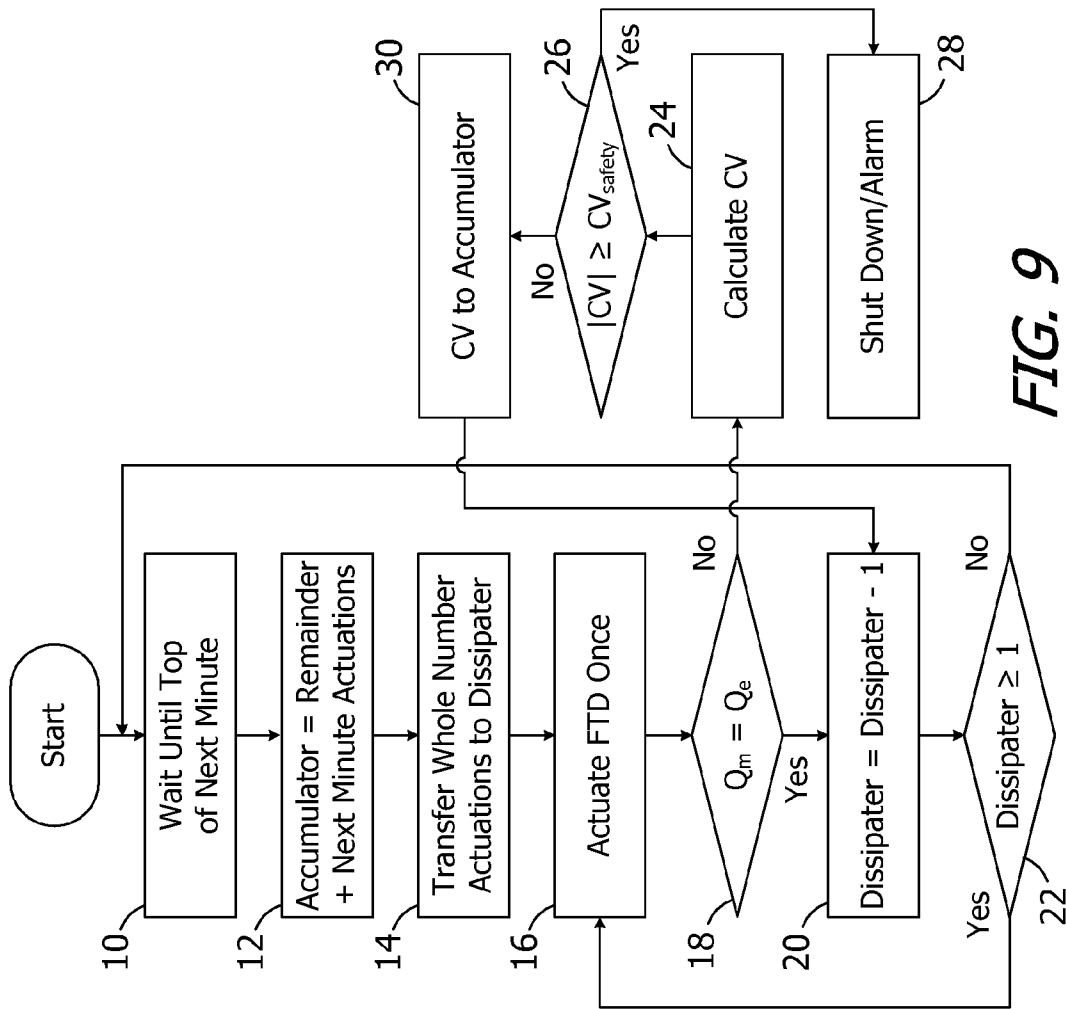 Start
10
Wait Until Top
of Next Minute
12
Accumulator = Remainder
+ Next Minute Actuations
14
Transfer Whole Number
Actuations to Dissipater
16
Actuate FTD Once
18
Qm = Qe
No
Yes
20
Dissipater = Dissipater - 1
22
Dissipater ≥ 1
Yes
No
30
CV to Accumulator
26
|CV| ≥ CVsafety
No
Yes
24
Calculate CV
28
Shut Down/Alarm
FIG. 9